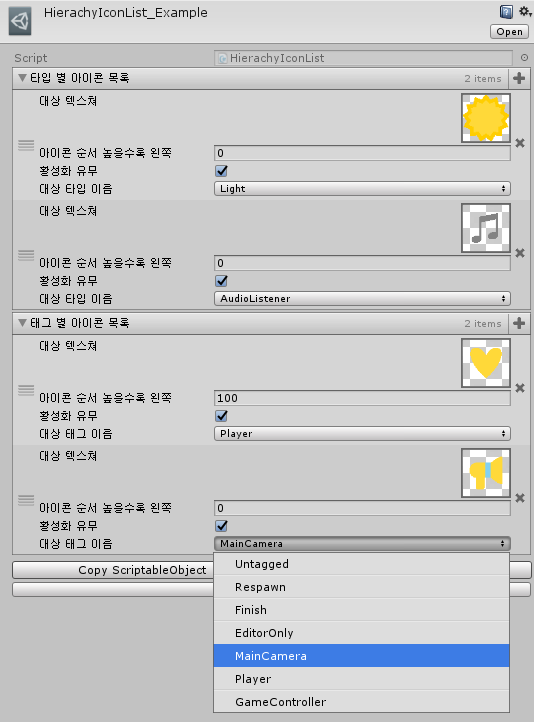 HierachyIconList_Example
Open
Script HierachyIconList
타입 별 아이콘 목록 2 items
대상 텍스쳐
아이콘 순서 높을수록 왼쪽 0
활성화 유무
대상 타입 이름 Light
대상 텍스쳐
아이콘 순서 높을수록 왼쪽 0
활성화 유무
대상 타입 이름 AudioListener
태그 별 아이콘 목록 2 items
대상 텍스쳐
아이콘 순서 높을수록 왼쪽 100
활성화 유무
대상 태그 이름 Player
대상 텍스쳐
아이콘 순서 높을수록 왼쪽 0
활성화 유무
대상 태그 이름 MainCamera
Copy ScriptableObject
Untagged
Respawn
Finish
EditorOnly
MainCamera
Player
GameController